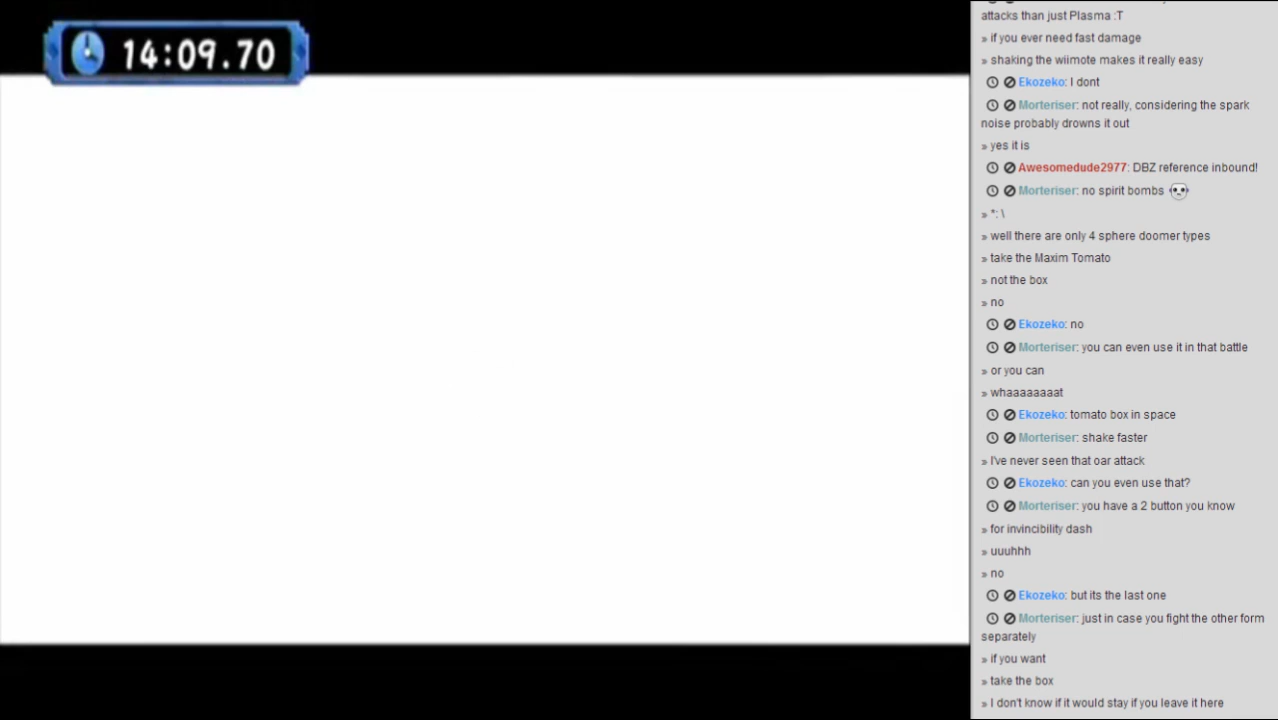 14:09.70
attacks than just Plasma :T
» if you ever need fast damage
» shaking the wiimote makes it really easy
Ekozeko: I dont
Morteriser: not really, considering the spark
noise probably drowns it out
» yes it is
Awesomedude2977: DBZ reference inbound!
Morteriser: no spirit bombs
» *: \
» well there are only 4 sphere doomer types
» take the Maxim Tomato
» not the box
» no
Ekozeko: no
Morteriser: you can even use it in that battle
» or you can
» whaaaaaaaat
Ekozeko: tomato box in space
Morteriser: shake faster
» I've never seen that oar attack
Ekozeko: can you even use that?
Morteriser: you have a 2 button you know
» for invincibility dash
» uuuhhh
» no
Ekozeko: but its the last one
Morteriser: just in case you fight the other form
separately
» if you want
» take the box
» I don't know if it would stay if you leave it here